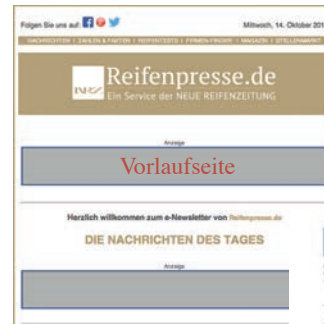 Folgen Sie uns auf:
Mittwoch, 14. Oktober 201
NACHRICHTEN | ZAHLEN & FAKTEN | REIFENTESTS | FIRMEN-FINDER | MAGAZIN | STELLENMARKT
NRZ
Reifenpresse.de
Ein Service der NEUE REIFENZEITUNG
Anzeige
Vorlaufseite
Herzlich willkommen zum e-Newsletter von Reifenpresse.de
DIE NACHRICHTEN DES TAGES
Anzeige